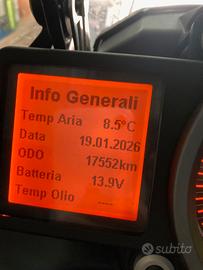 Info Generali
Temp Aria 8.5°C
Data 19.01.2026
ODO 17552km
Batteria 13.9V
Temp Olio ----
subito